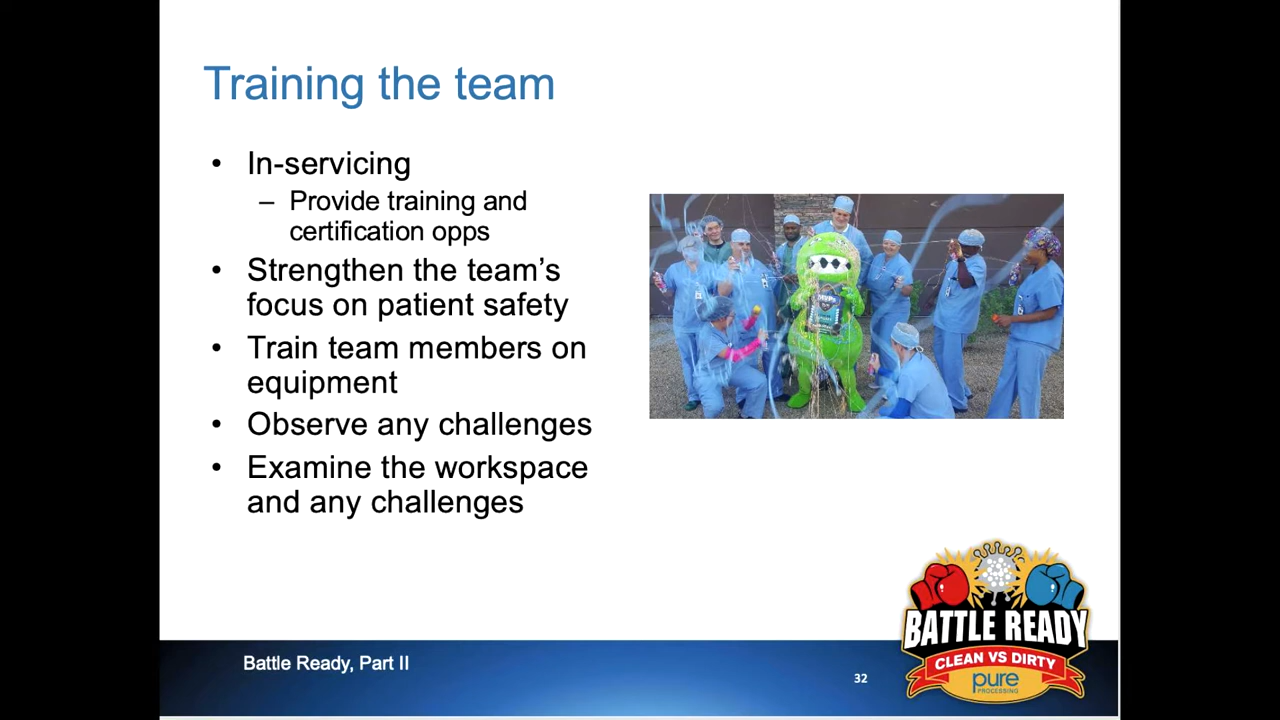 Training the team
• In-servicing
– Provide training and
certification opps
• Strengthen the team’s
focus on patient safety
• Train team members on
equipment
• Observe any challenges
• Examine the workspace
and any challenges
BATTLE READY
CLEAN VS DIRTY
pure
PROCESSING
Battle Ready, Part II
32